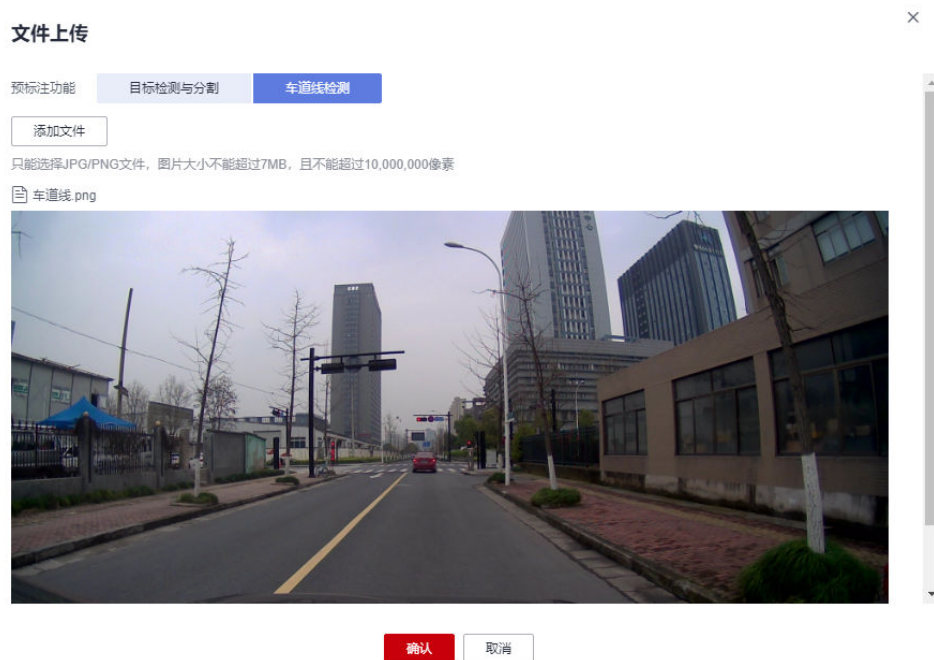 文件上传
预标注功能 目标检测与分割 车道线检测
添加文件
只能选择JPG/PNG文件，图片大小不能超过7MB，且不能超过10,000,000像素
车道线.png
确认 取消